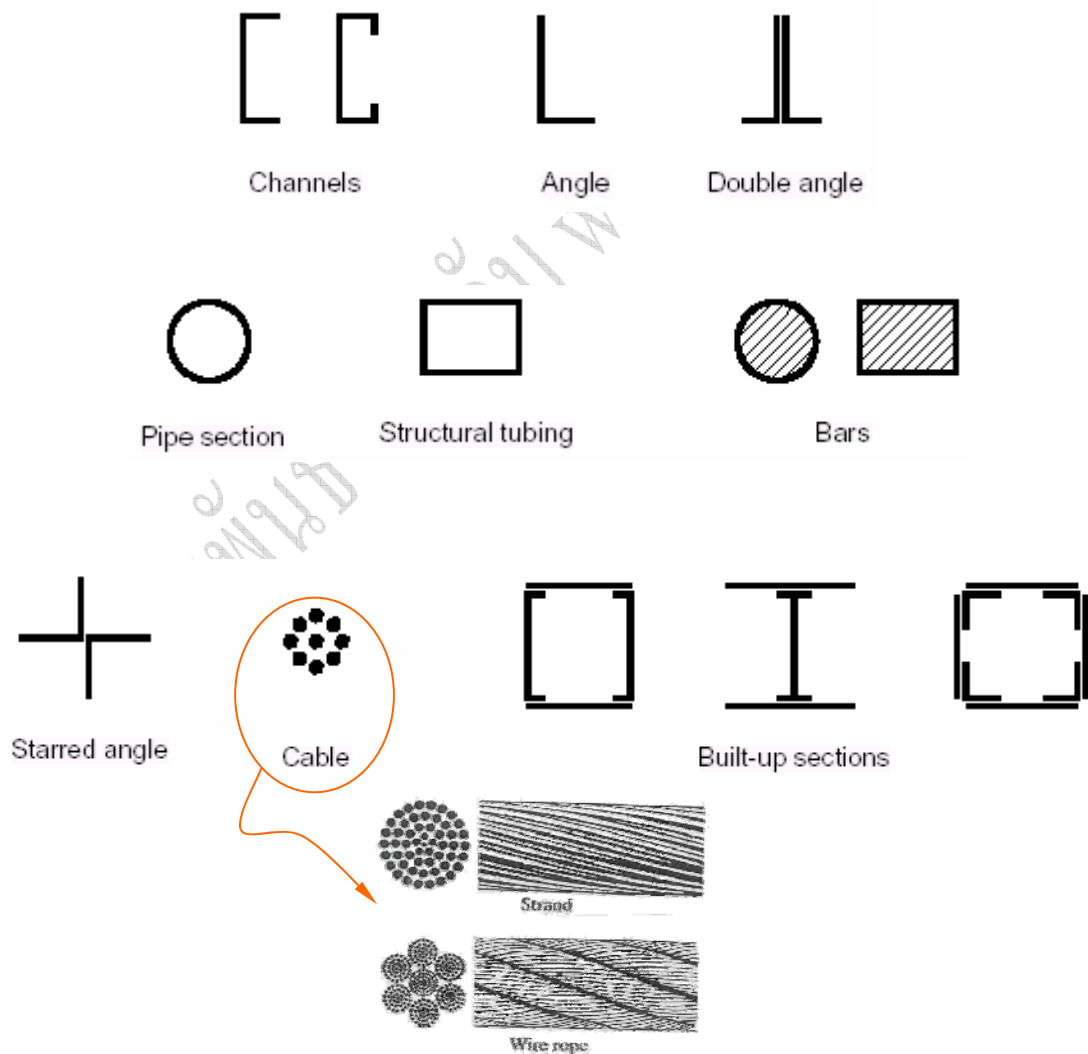 Channels
Angle
Double angle
Pipe section
Structural tubing
Bars
Starred angle
Cable
Built-up sections
Strand
Wire rope